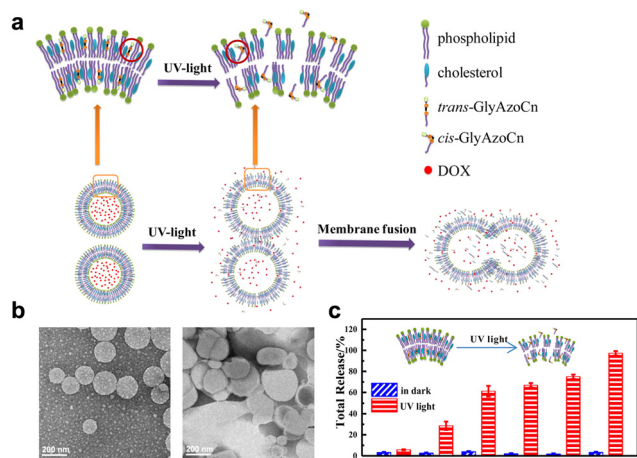 a
UV-light
phospholipid
cholesterol
trans-GlyAzoCn
cis-GlyAzoCn
DOX
UV-light
Membrane fusion
b
200 nm
200 nm
c
Total Release/%
120
100
80
60
40
20
0
UV light
in dark
UV light